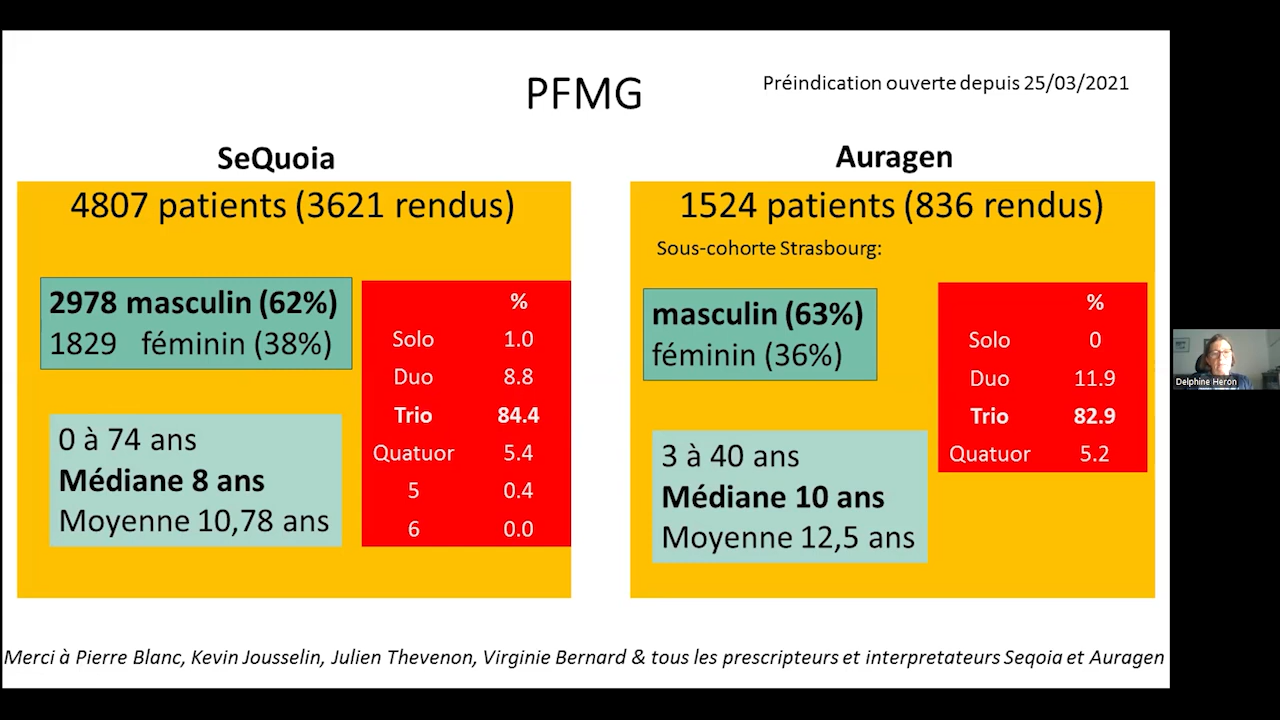 PFMG
Préindication ouverte depuis 25/03/2021
SeQuoia
4807 patients (3621 rendus)
2978 masculin (62%)
1829 féminin (38%)
%
Solo 1.0
Duo 8.8
Trio 84.4
Quatuor 5.4
5 0.4
6 0.0
0 à 74 ans
Médiane 8 ans
Moyenne 10,78 ans
Auragen
1524 patients (836 rendus)
Sous-cohorte Strasbourg:
masculin (63%)
féminin (36%)
%
Solo 0
Duo 11.9
Trio 82.9
Quatuor 5.2
3 à 40 ans
Médiane 10 ans
Moyenne 12,5 ans
Delphine Heron
Merci à Pierre Blanc, Kevin Jousselin, Julien Thevenon, Virginie Bernard & tous les prescripteurs et interpretateurs Seqoia et Auragen